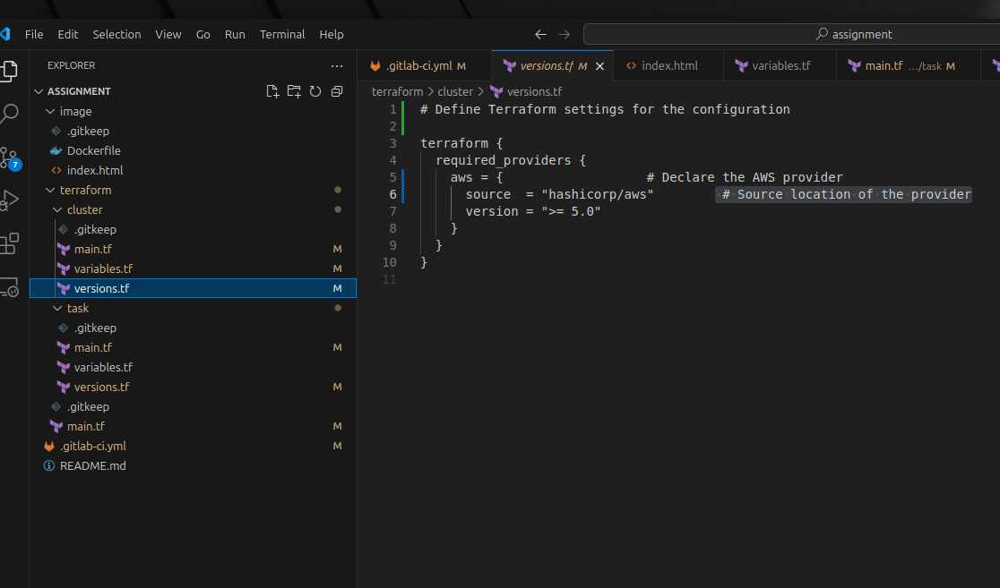 File Edit Selection View Go Run Terminal Help
assignment
EXPLORER
ASSIGNMENT
image
.gitkeep
Dockerfile
index.html
terraform
cluster
.gitkeep
main.tf M
variables.tf M
versions.tf M
task
.gitkeep
main.tf M
variables.tf
versions.tf M
.gitkeep
main.tf M
.gitlab-ci.yml M
README.md
7
.gitlab-ci.yml M versions.tf M index.html variables.tf main.tf .../task M
terraform > cluster > versions.tf
1 # Define Terraform settings for the configuration
2
3 terraform {
4 required_providers {
5 aws = { # Declare the AWS provider
6 source = "hashicorp/aws" # Source location of the provider
7 version = ">= 5.0"
8 }
9 }
10 }
11